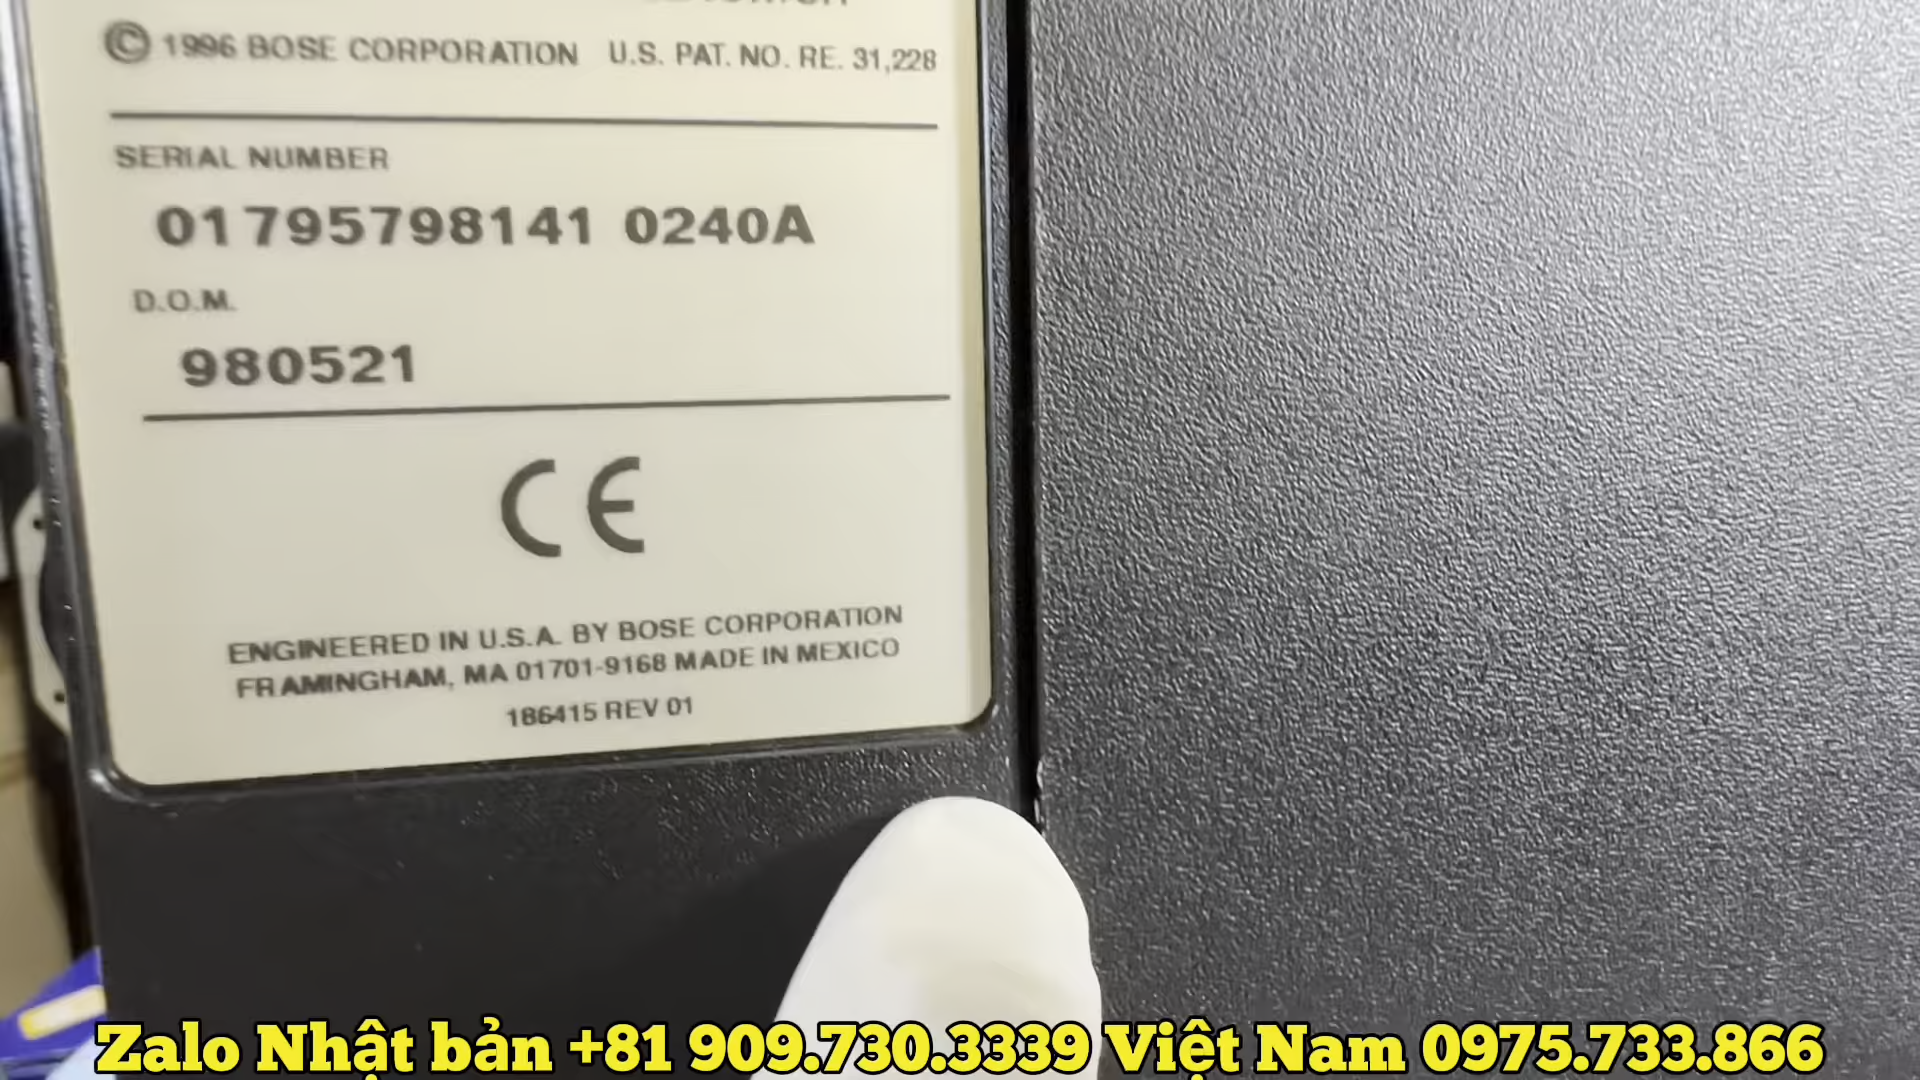 © 1996 BOSE CORPORATION U.S. PAT. NO. RE. 31,228
SERIAL NUMBER
01795798141 0240A
D.O.M.
980521
CE
ENGINEERED IN U.S.A. BY BOSE CORPORATION
FRAMINGHAM, MA 01701-9168 MADE IN MEXICO
186415 REV 01
Zalo Nhật bản +81 909.730.3339 Việt Nam 0975.733.866